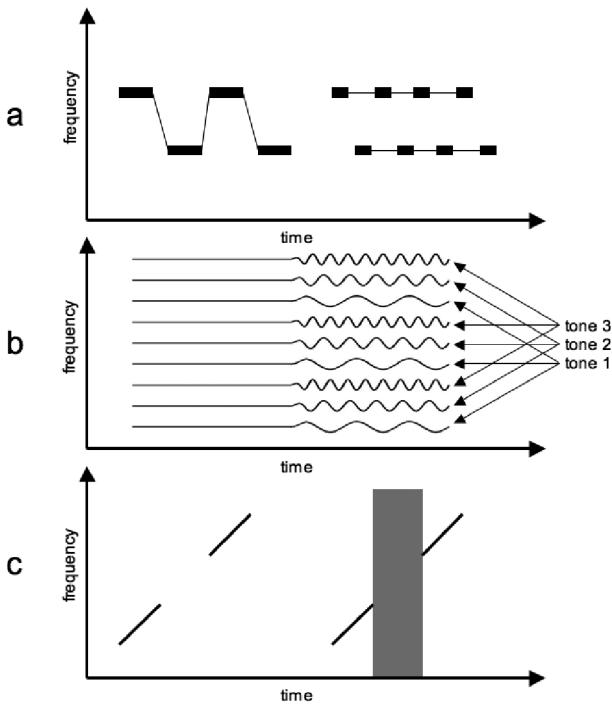 a
frequency
time
b
frequency
tone 3
tone 2
tone 1
time
c
frequency
time